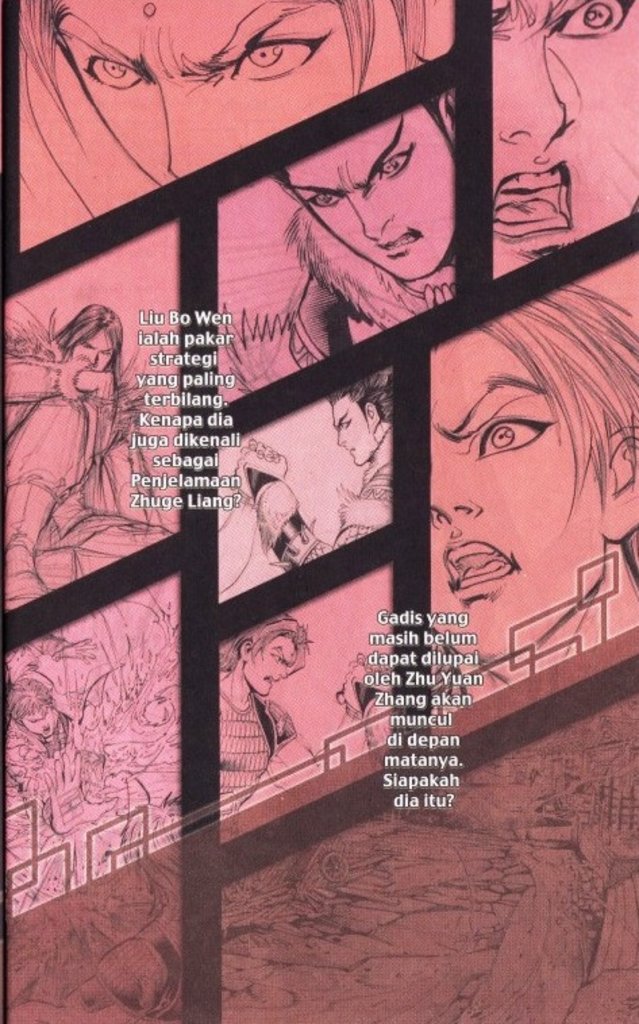 Liu Bo Wen
ialah pakar
strategi
yang paling
terbilang.
Kenapa dia
juga dikenali
sebagai
Penjelamaan
Zhuge Liang?
Gadis yang
masih belum
dapat dilupai
oleh Zhu Yuan
Zhang akan
muncul
di depan
matanya.
Siapakah
dia itu?